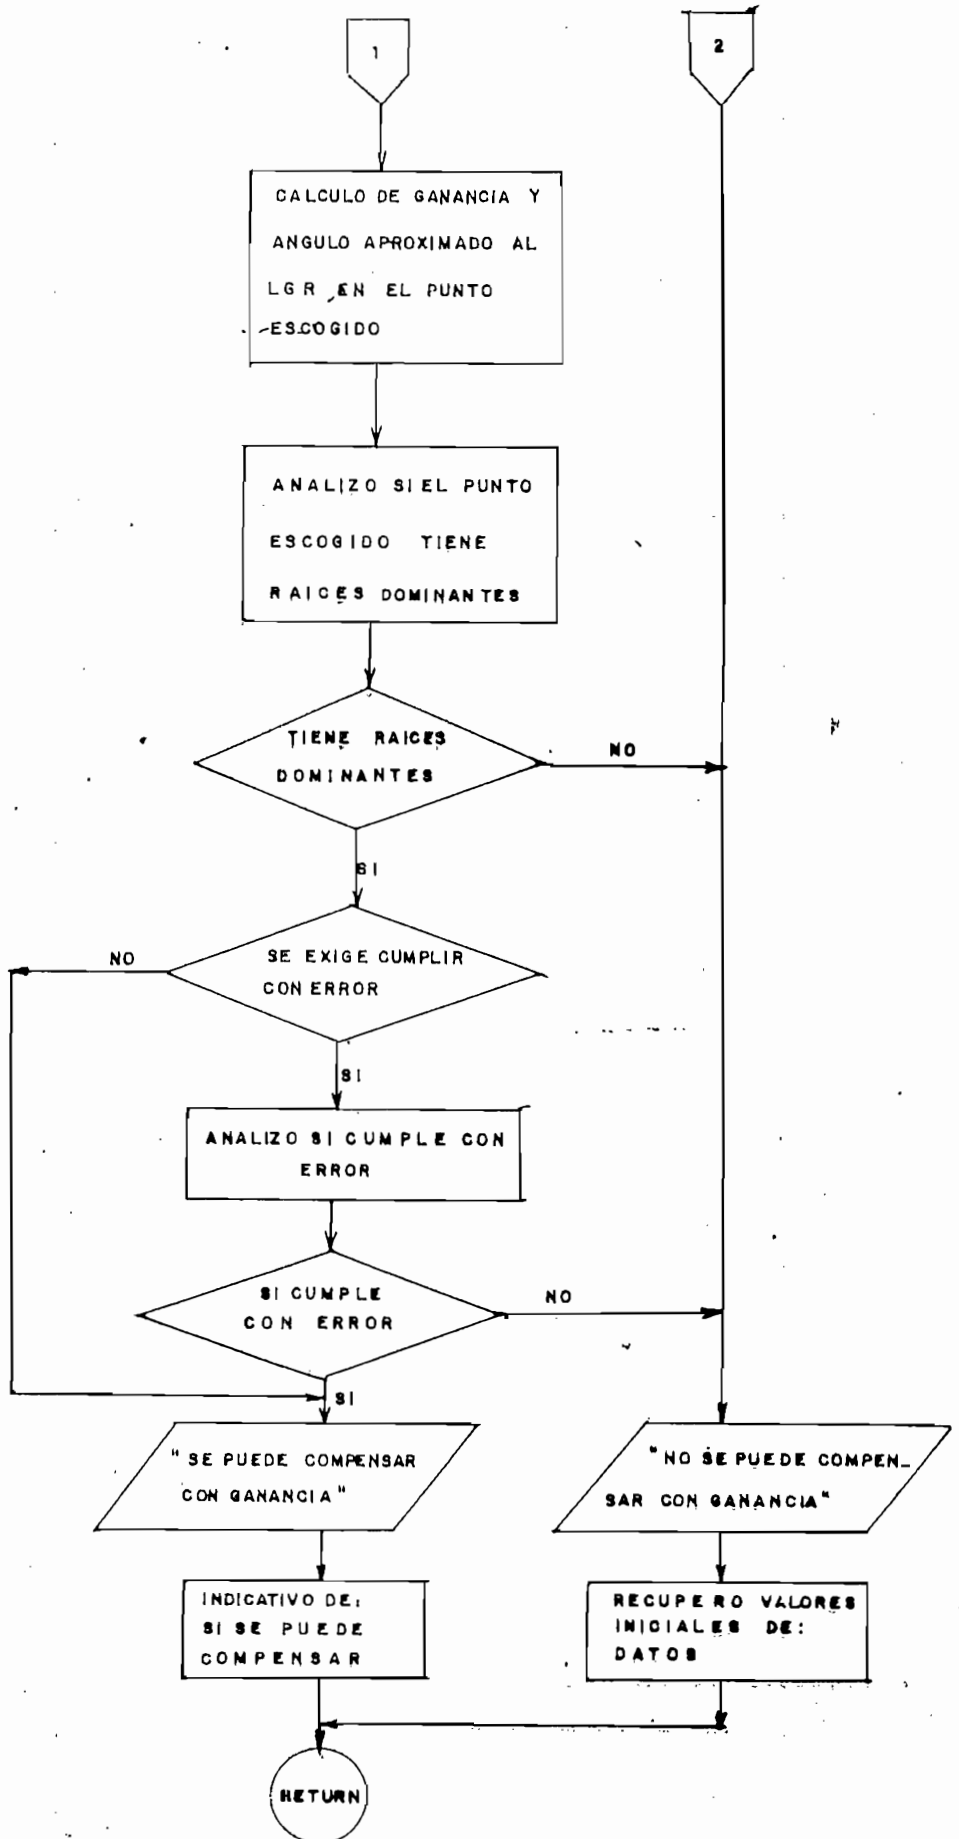 1
2
CALCULO DE GANANCIA Y
ANGULO APROXIMADO AL
LGR EN EL PUNTO
ESCOGIDO
ANALIZO SI EL PUNTO
ESCOGIDO TIENE
RAICES DOMINANTES
TIENE RAICES
DOMINANTES
NO
SI
SE EXIGE CUMPLIR
CON ERROR
NO
SI
ANALIZO SI CUMPLE CON
ERROR
SI CUMPLE
CON ERROR
NO
SI
"SE PUEDE COMPENSAR
CON GANANCIA"
"NO SE PUEDE COMPEN-
SAR CON GANANCIA"
INDICATIVO DE:
SI SE PUEDE
COMPENSAR
RECUPERO VALORES
INICIALES DE:
DATOS
RETURN